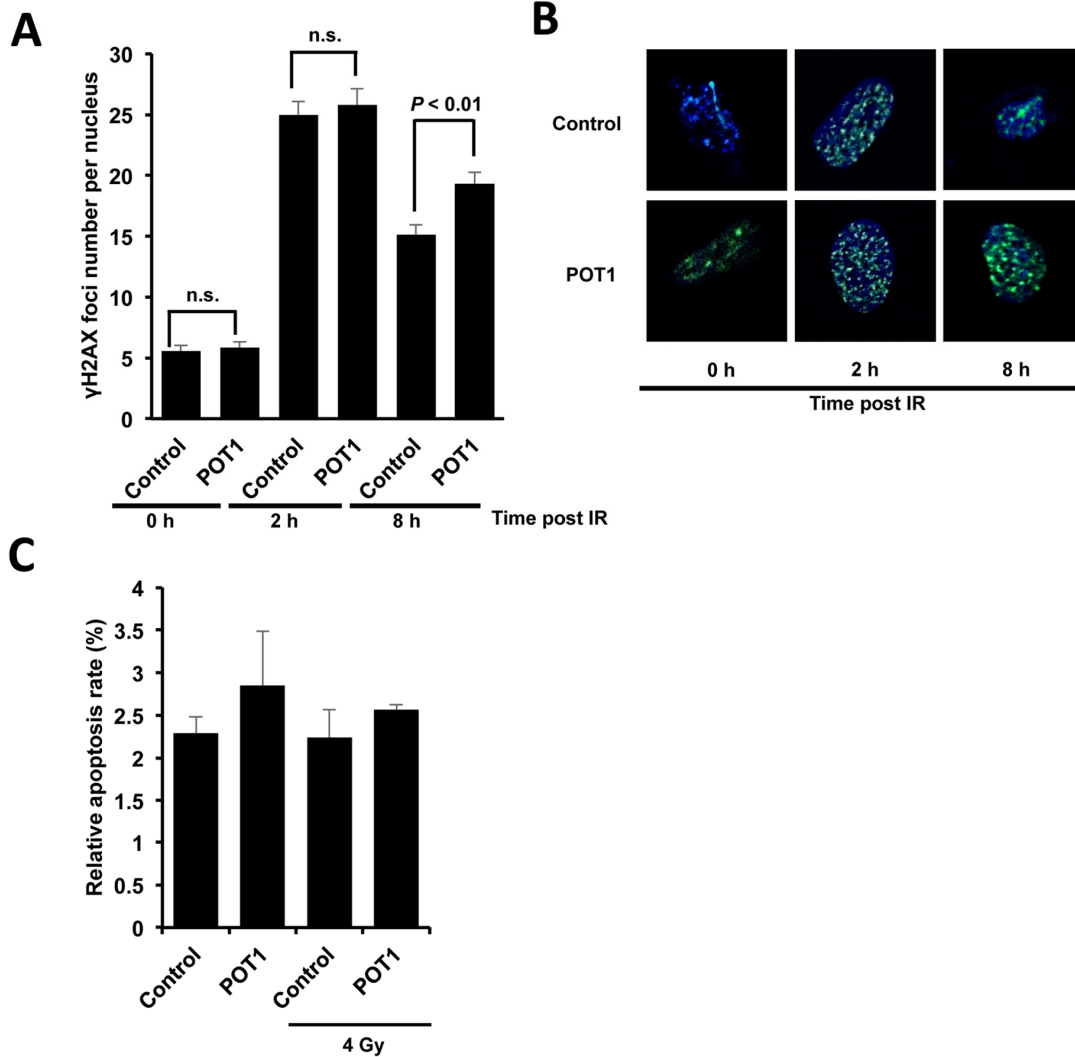 A
γH2AX foci number per nucleus
30
25
20
15
10
5
0
n.s.
n.s.
P < 0.01
Control
POT1
Control
POT1
Control
POT1
0 h
2 h
8 h
Time post IR
B
Control
POT1
0 h
2 h
8 h
Time post IR
C
Relative apoptosis rate (%)
4
3.5
3
2.5
2
1.5
1
0.5
0
Control
POT1
Control
POT1
4 Gy